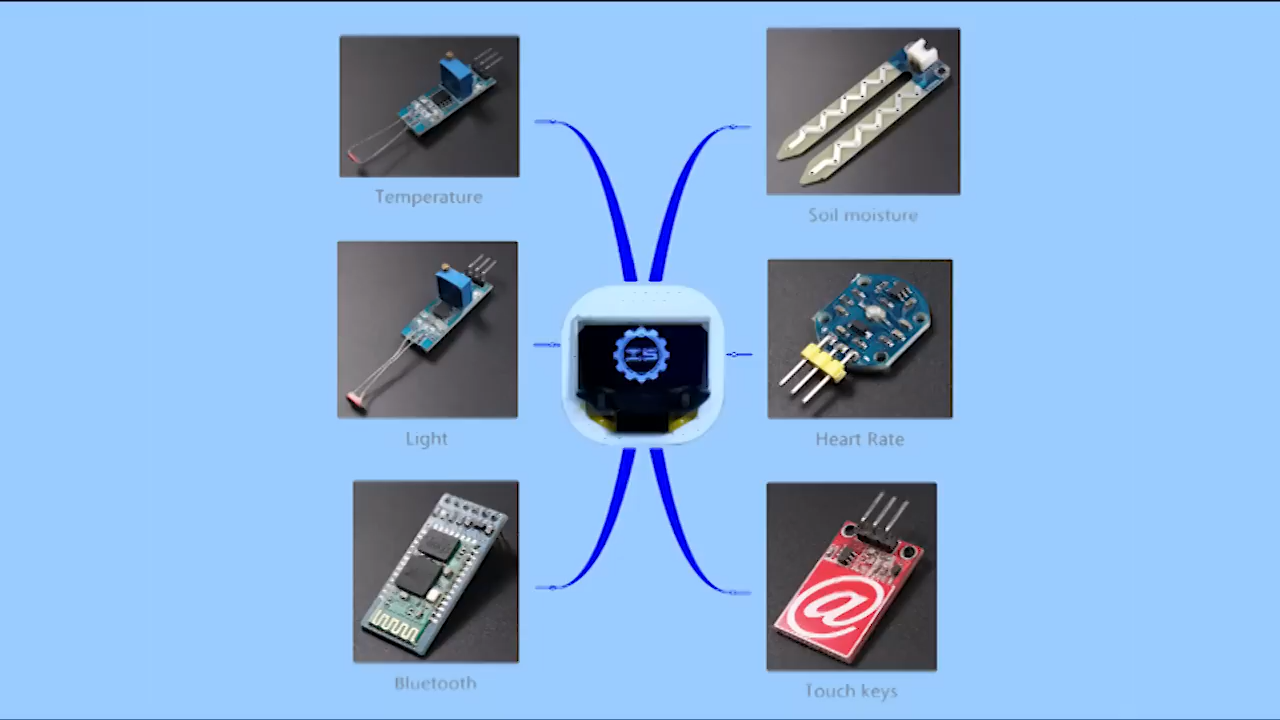 Temperature
Soil moisture
Light
Heart Rate
Bluetooth
Touch keys
@